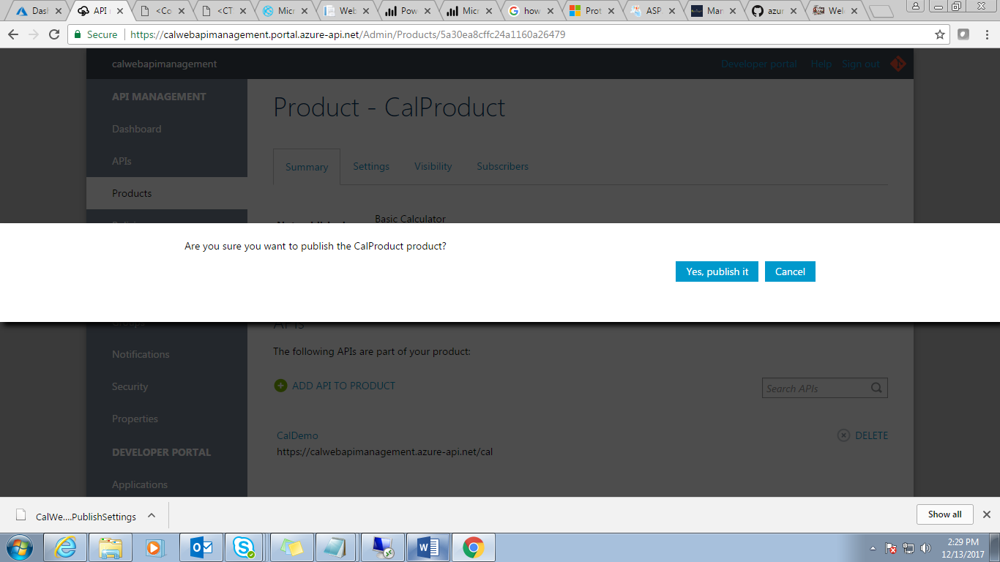 Dash API <Co <CT Micr Web Pow Micr how Prot ASP. Man azur Wel
Secure https://calwebapimanagement.portal.azure-api.net/Admin/Products/5a30ea8cffc24a1160a26479
calwebapimanagement Developer portal Help Sign out
API MANAGEMENT
Product - CalProduct
Dashboard
APIs
Summary Settings Visibility Subscribers
Products
Basic Calculator
Are you sure you want to publish the CalProduct product?
Yes, publish it Cancel
APIs
The following APIs are part of your product:
Notifications
Security
ADD API TO PRODUCT Search APIs
Properties
CalDemo DELETE
https://calwebapimanagement.azure-api.net/cal
DEVELOPER PORTAL
Applications
CalWe....PublishSettings Show all
2:29 PM
12/13/2017